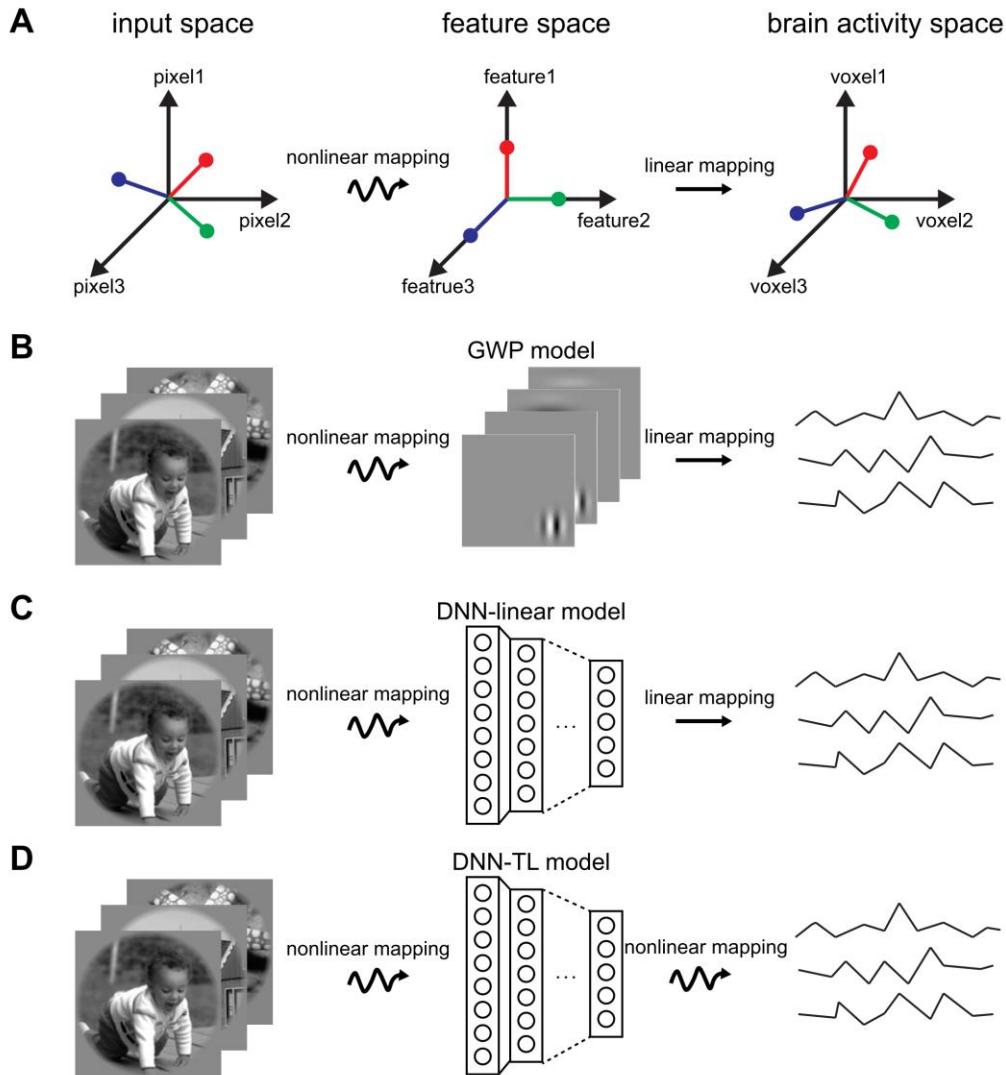 A
input space
feature space
brain activity space
pixel1
pixel2
pixel3
nonlinear mapping
feature1
feature2
featrue3
linear mapping
voxel1
voxel2
voxel3
B
GWP model
nonlinear mapping
linear mapping
C
DNN-linear model
nonlinear mapping
...
linear mapping
D
DNN-TL model
nonlinear mapping
...
nonlinear mapping